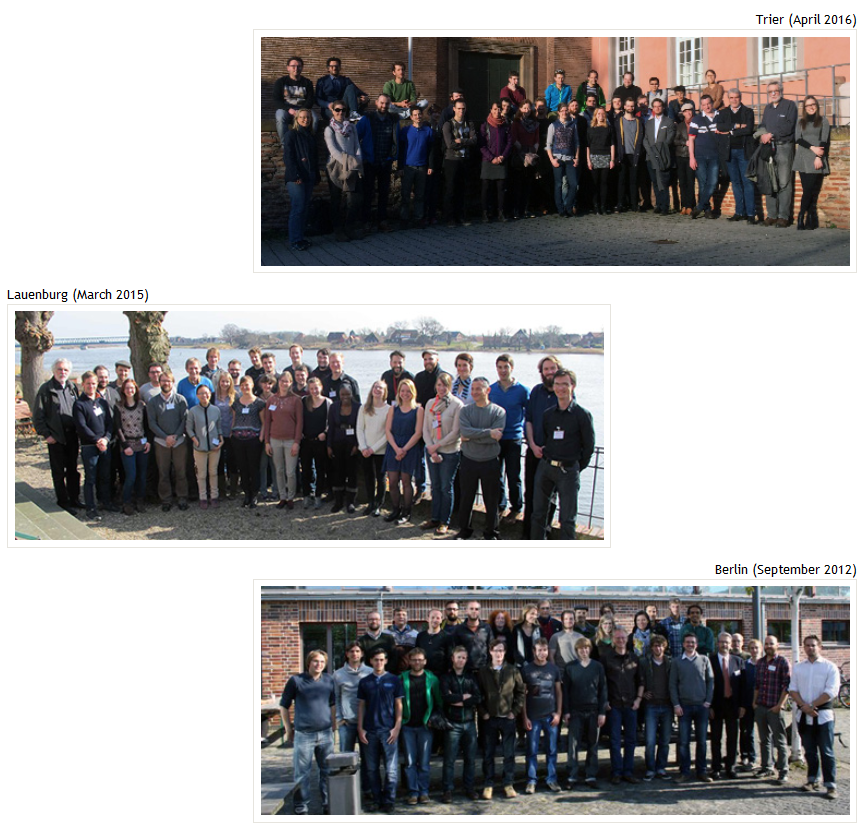 Trier (April 2016)
Lauenburg (March 2015)
Berlin (September 2012)